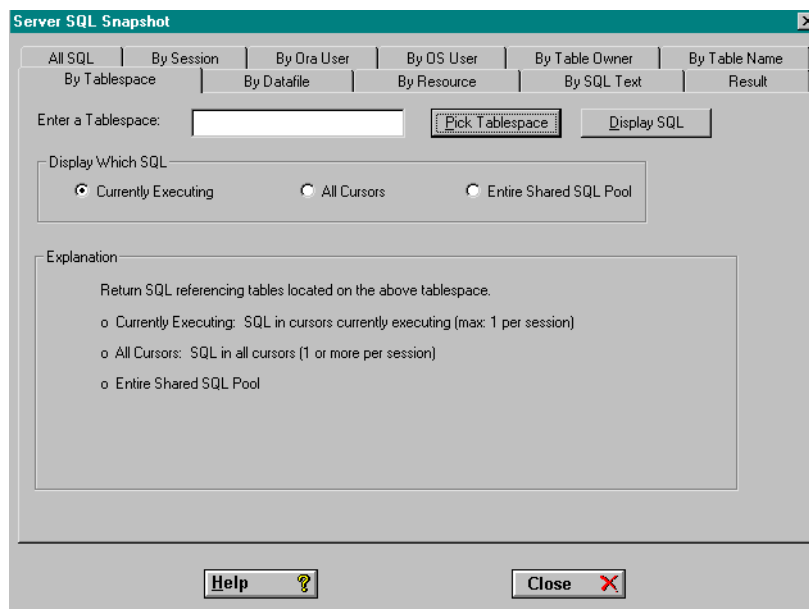 Server SQL Snapshot
All SQL By Session By Ora User By OS User By Table Owner By Table Name
By Tablespace By Datafile By Resource By SQL Text Result
Enter a Tablespace: Pick Tablespace Display SQL
Display Which SQL
Currently Executing All Cursors Entire Shared SQL Pool
Explanation
Return SQL referencing tables located on the above tablespace.
o Currently Executing: SQL in cursors currently executing (max: 1 per session)
o All Cursors: SQL in all cursors (1 or more per session)
o Entire Shared SQL Pool
Help ? Close